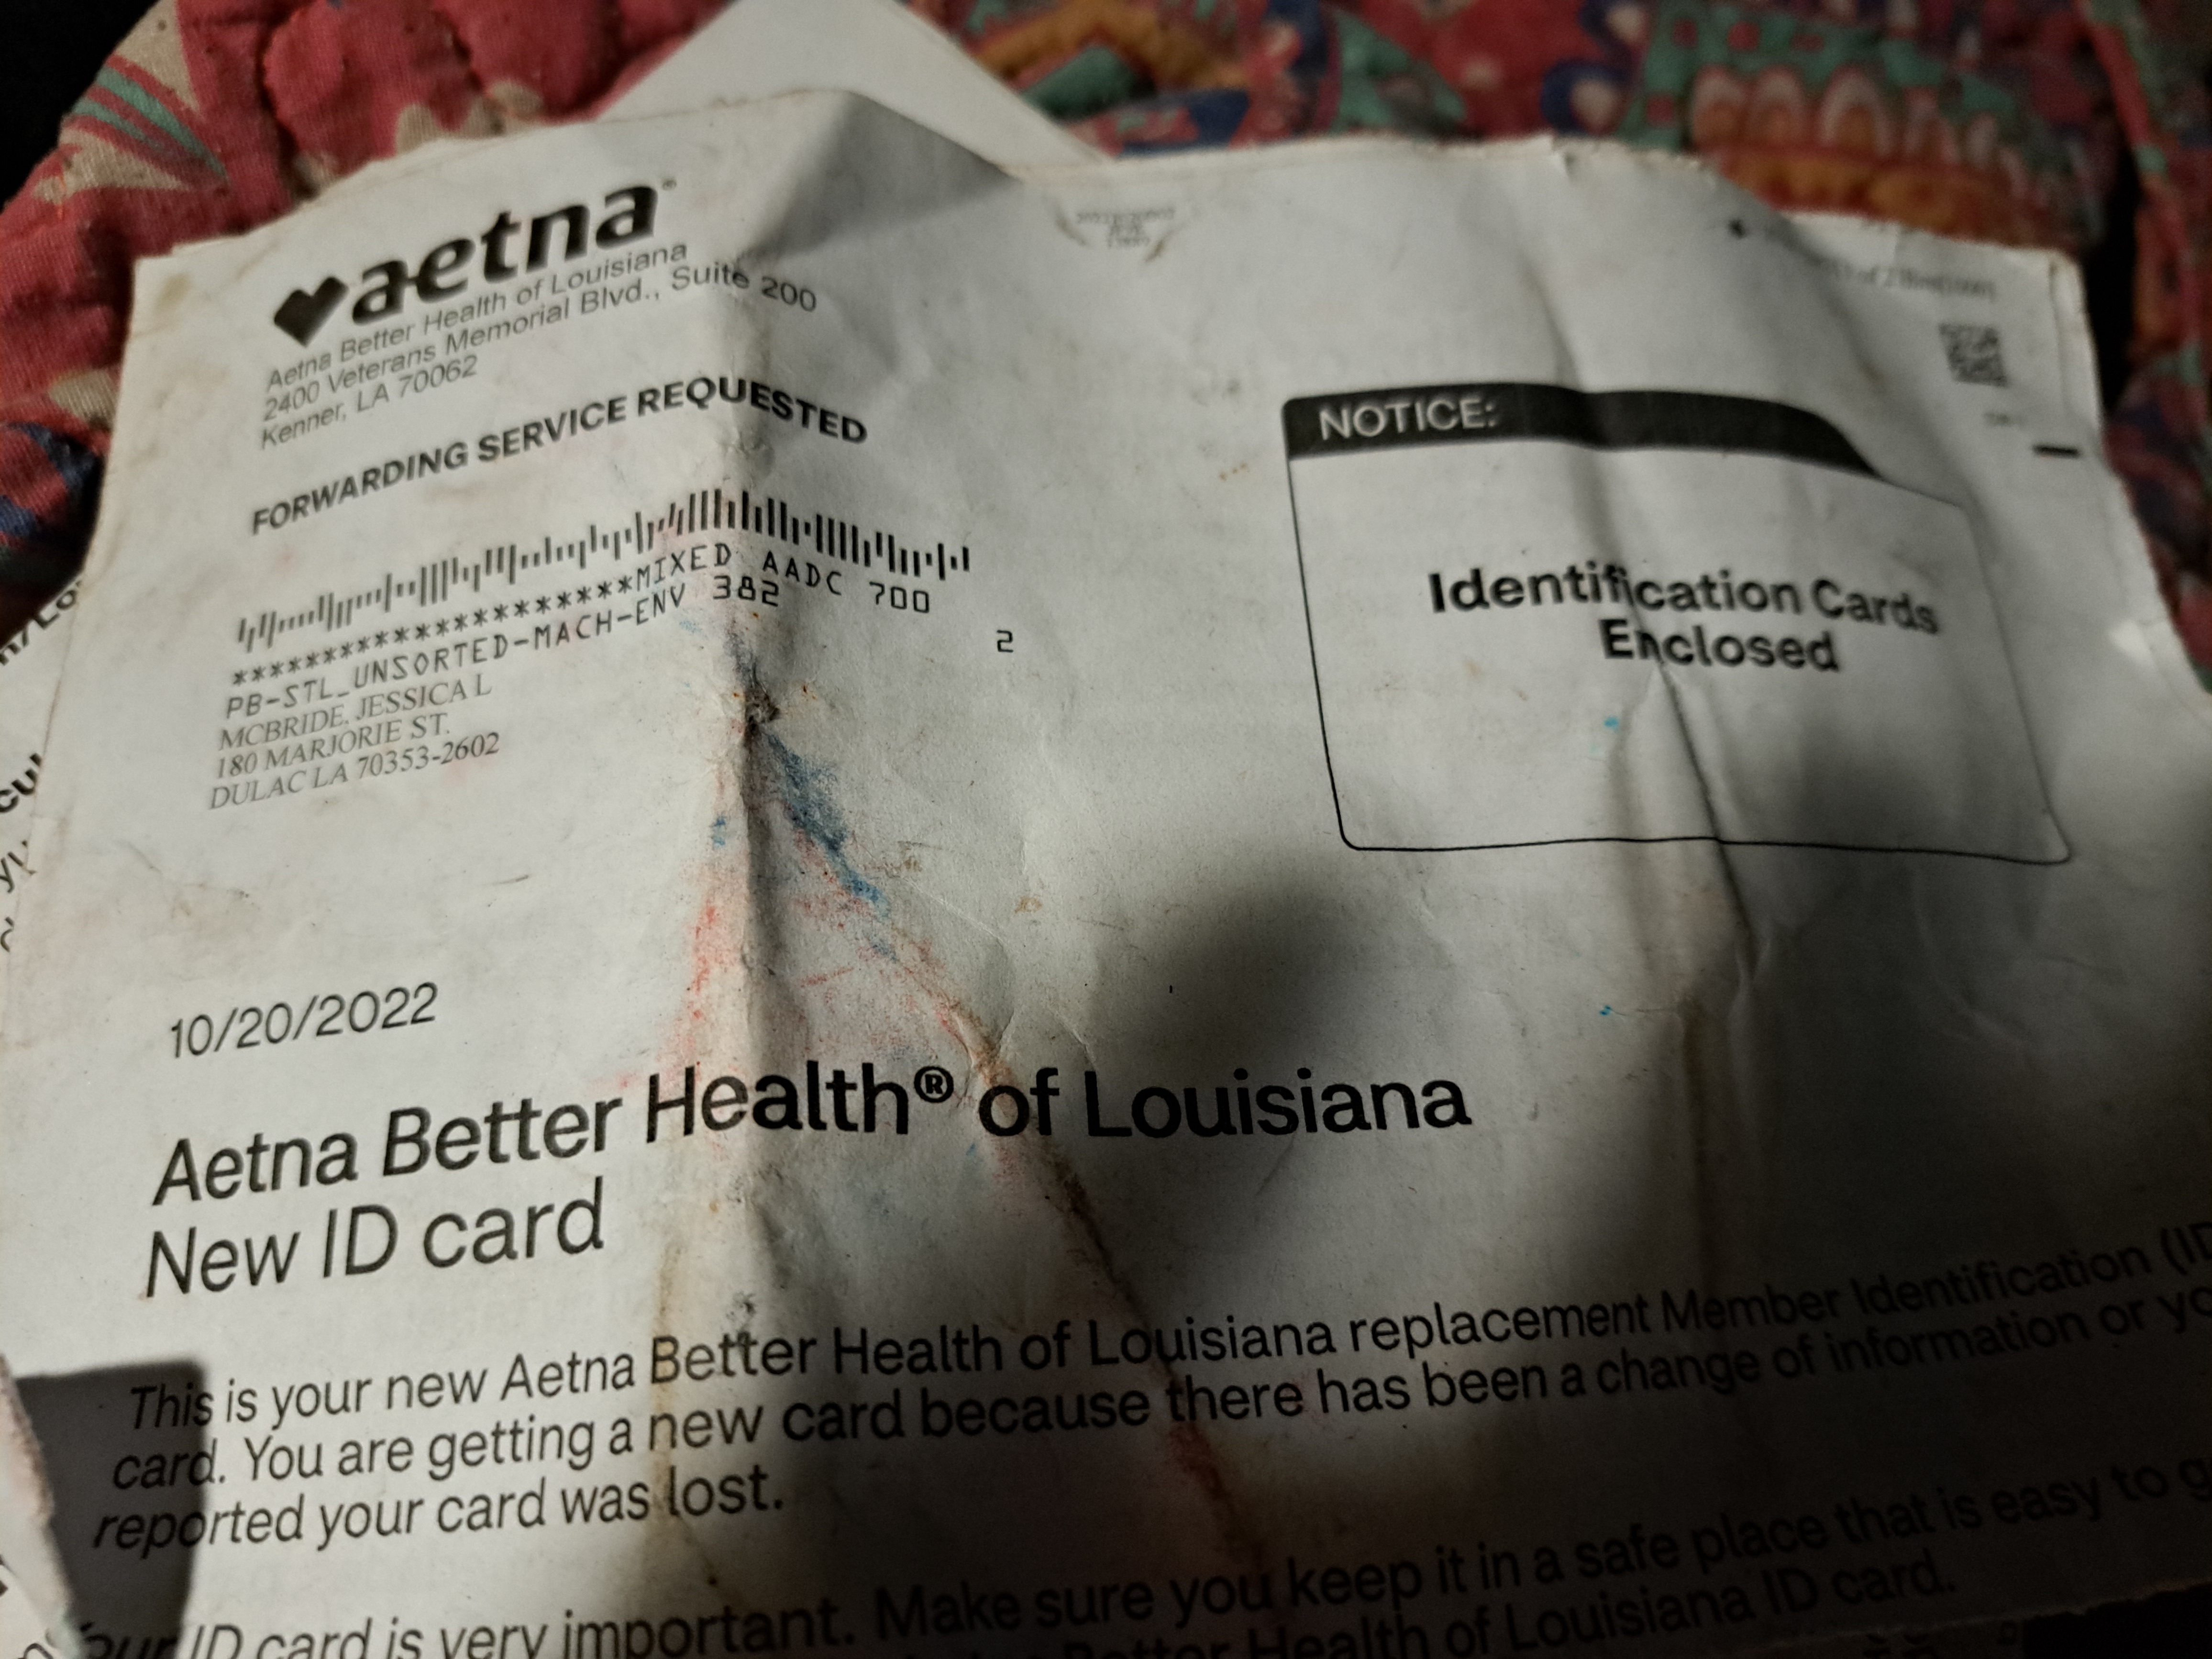 aetna
Aetna Better Health of Louisiana
2400 Veterans Memorial Blvd., Suite 200
Kenner, LA 70062
FORWARDING SERVICE REQUESTED
*******************MIXED AADC 700
PB-STL_UNSORTED-MACH-ENV 382
2
MCBRIDE, JESSICA L
180 MARJORIE ST.
DULAC LA 70353-2602
NOTICE:
Identification Cards
Enclosed
10/20/2022
Aetna Better Health® of Louisiana
New ID card
This is your new Aetna Better Health of Louisiana replacement Member Identification (ID
card. You are getting a new card because there has been a change of information or yo
reported your card was lost.
Your ID card is very important. Make sure you keep it in a safe place that is easy to g
Better Health of Louisiana ID card.